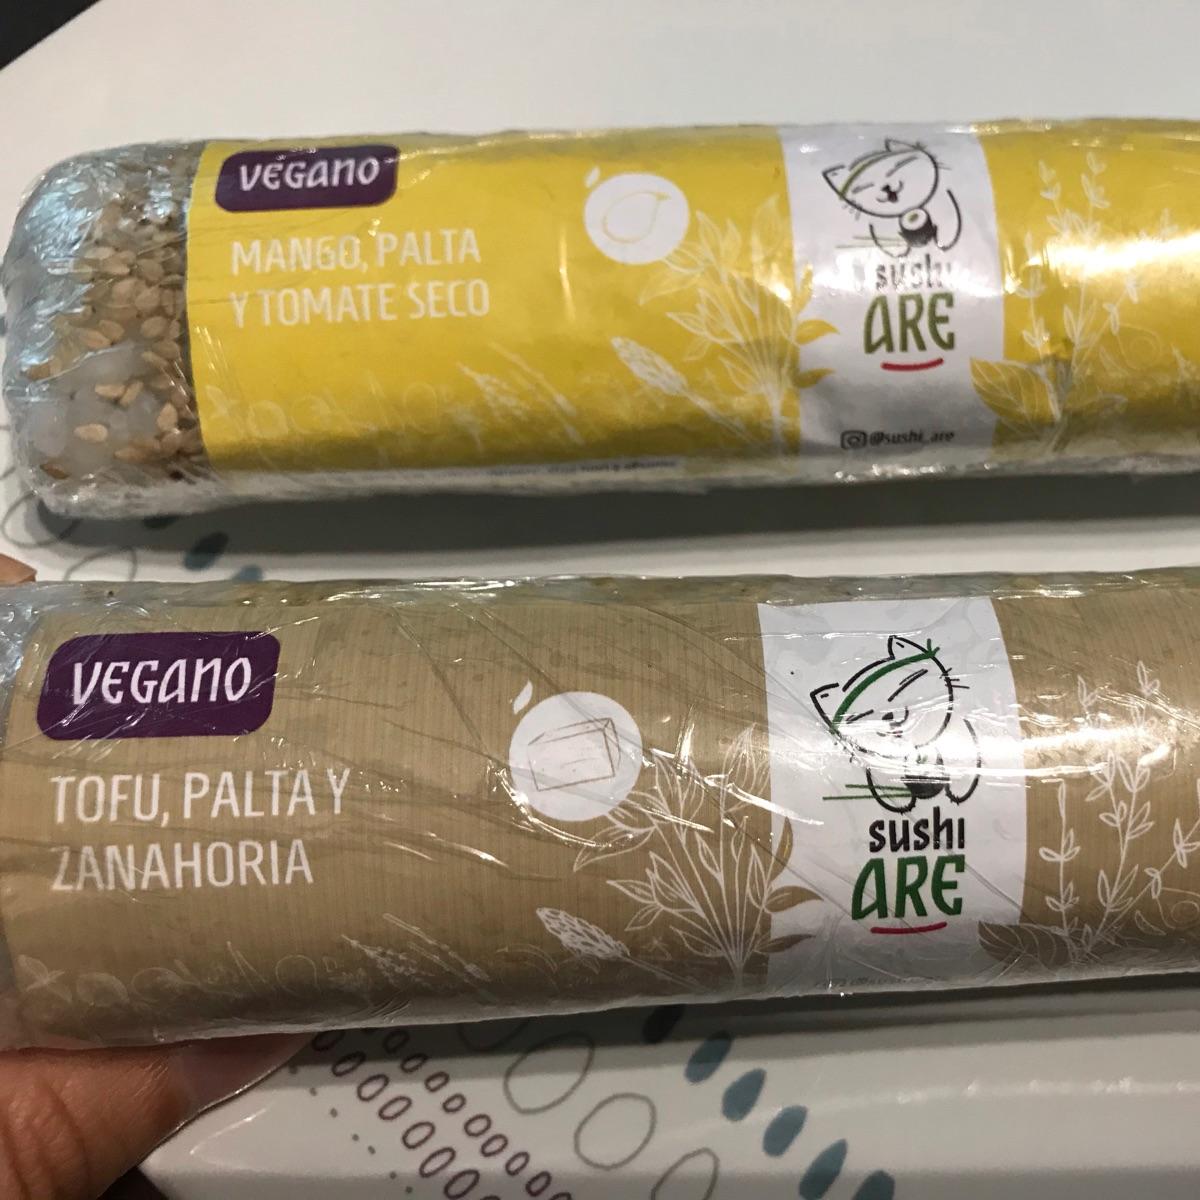 VEGANO
MANGO, PALTA
Y TOMATE SECO
sushi
ARE
@sushi_are
VEGANO
TOFU, PALTA Y
ZANAHORIA
sushi
ARE